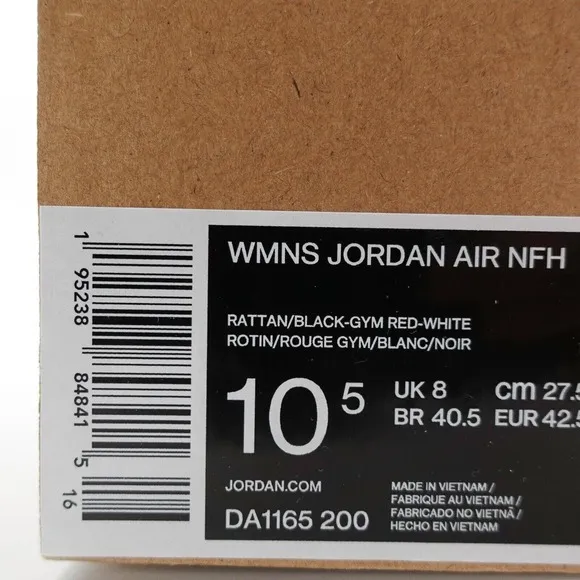 WMNS JORDAN AIR NFH
RATTAN/BLACK-GYM RED-WHITE
ROTIN/ROUGE GYM/BLANC/NOIR
10 5
UK 8 cm 27.5
BR 40.5 EUR 42.5
JORDAN.COM
DA1165 200
MADE IN VIETNAM /
FABRIQUE AU VIETNAM /
FABRICADO NO VIETNÃ /
HECHO EN VIETNAM
1 95238 84841 5 16